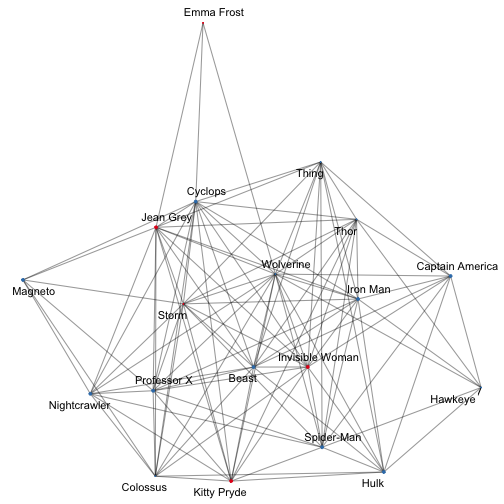 Emma Frost
Thing
Cyclops
Jean Grey
Thor
Wolverine
Captain America
Magneto
Iron Man
Storm
Invisible Woman
Professor X
Beast
Hawkeye
Nightcrawler
Spider-Man
Colossus
Kitty Pryde
Hulk